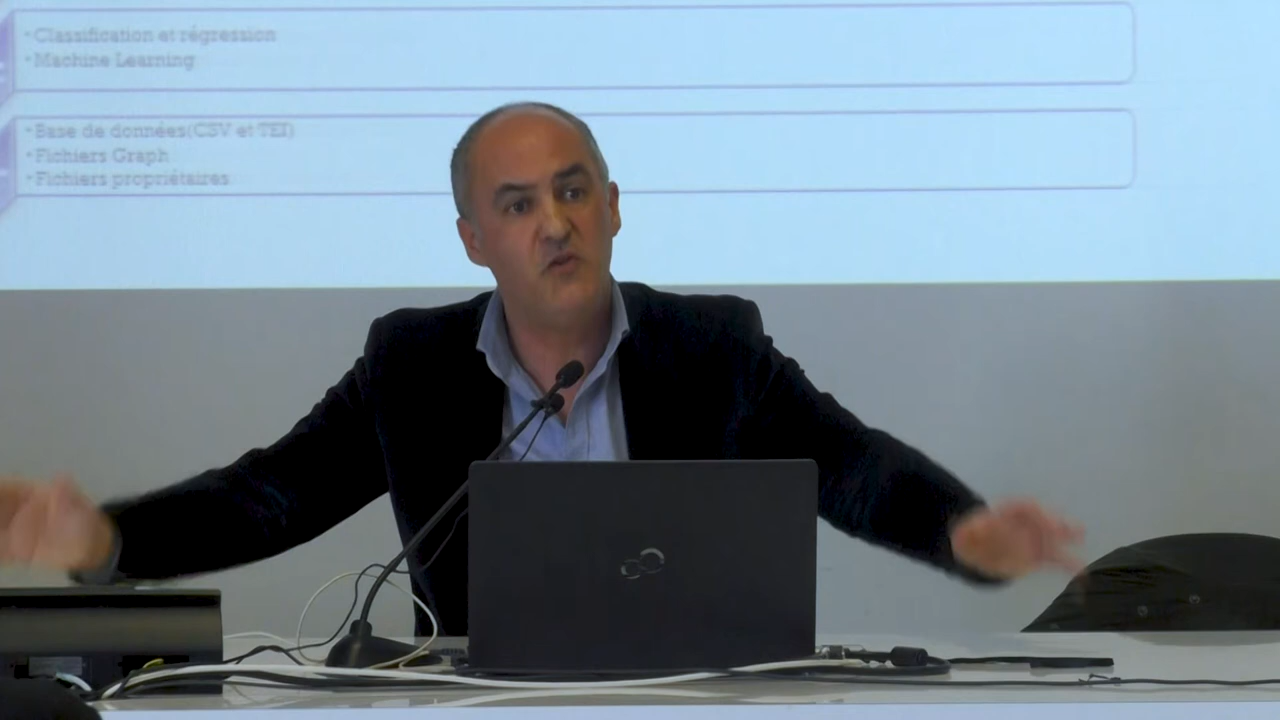 • Classification et régression
• Machine Learning
• Base de données(CSV et TEI)
• Fichiers Graph
• Fichiers propriétaires